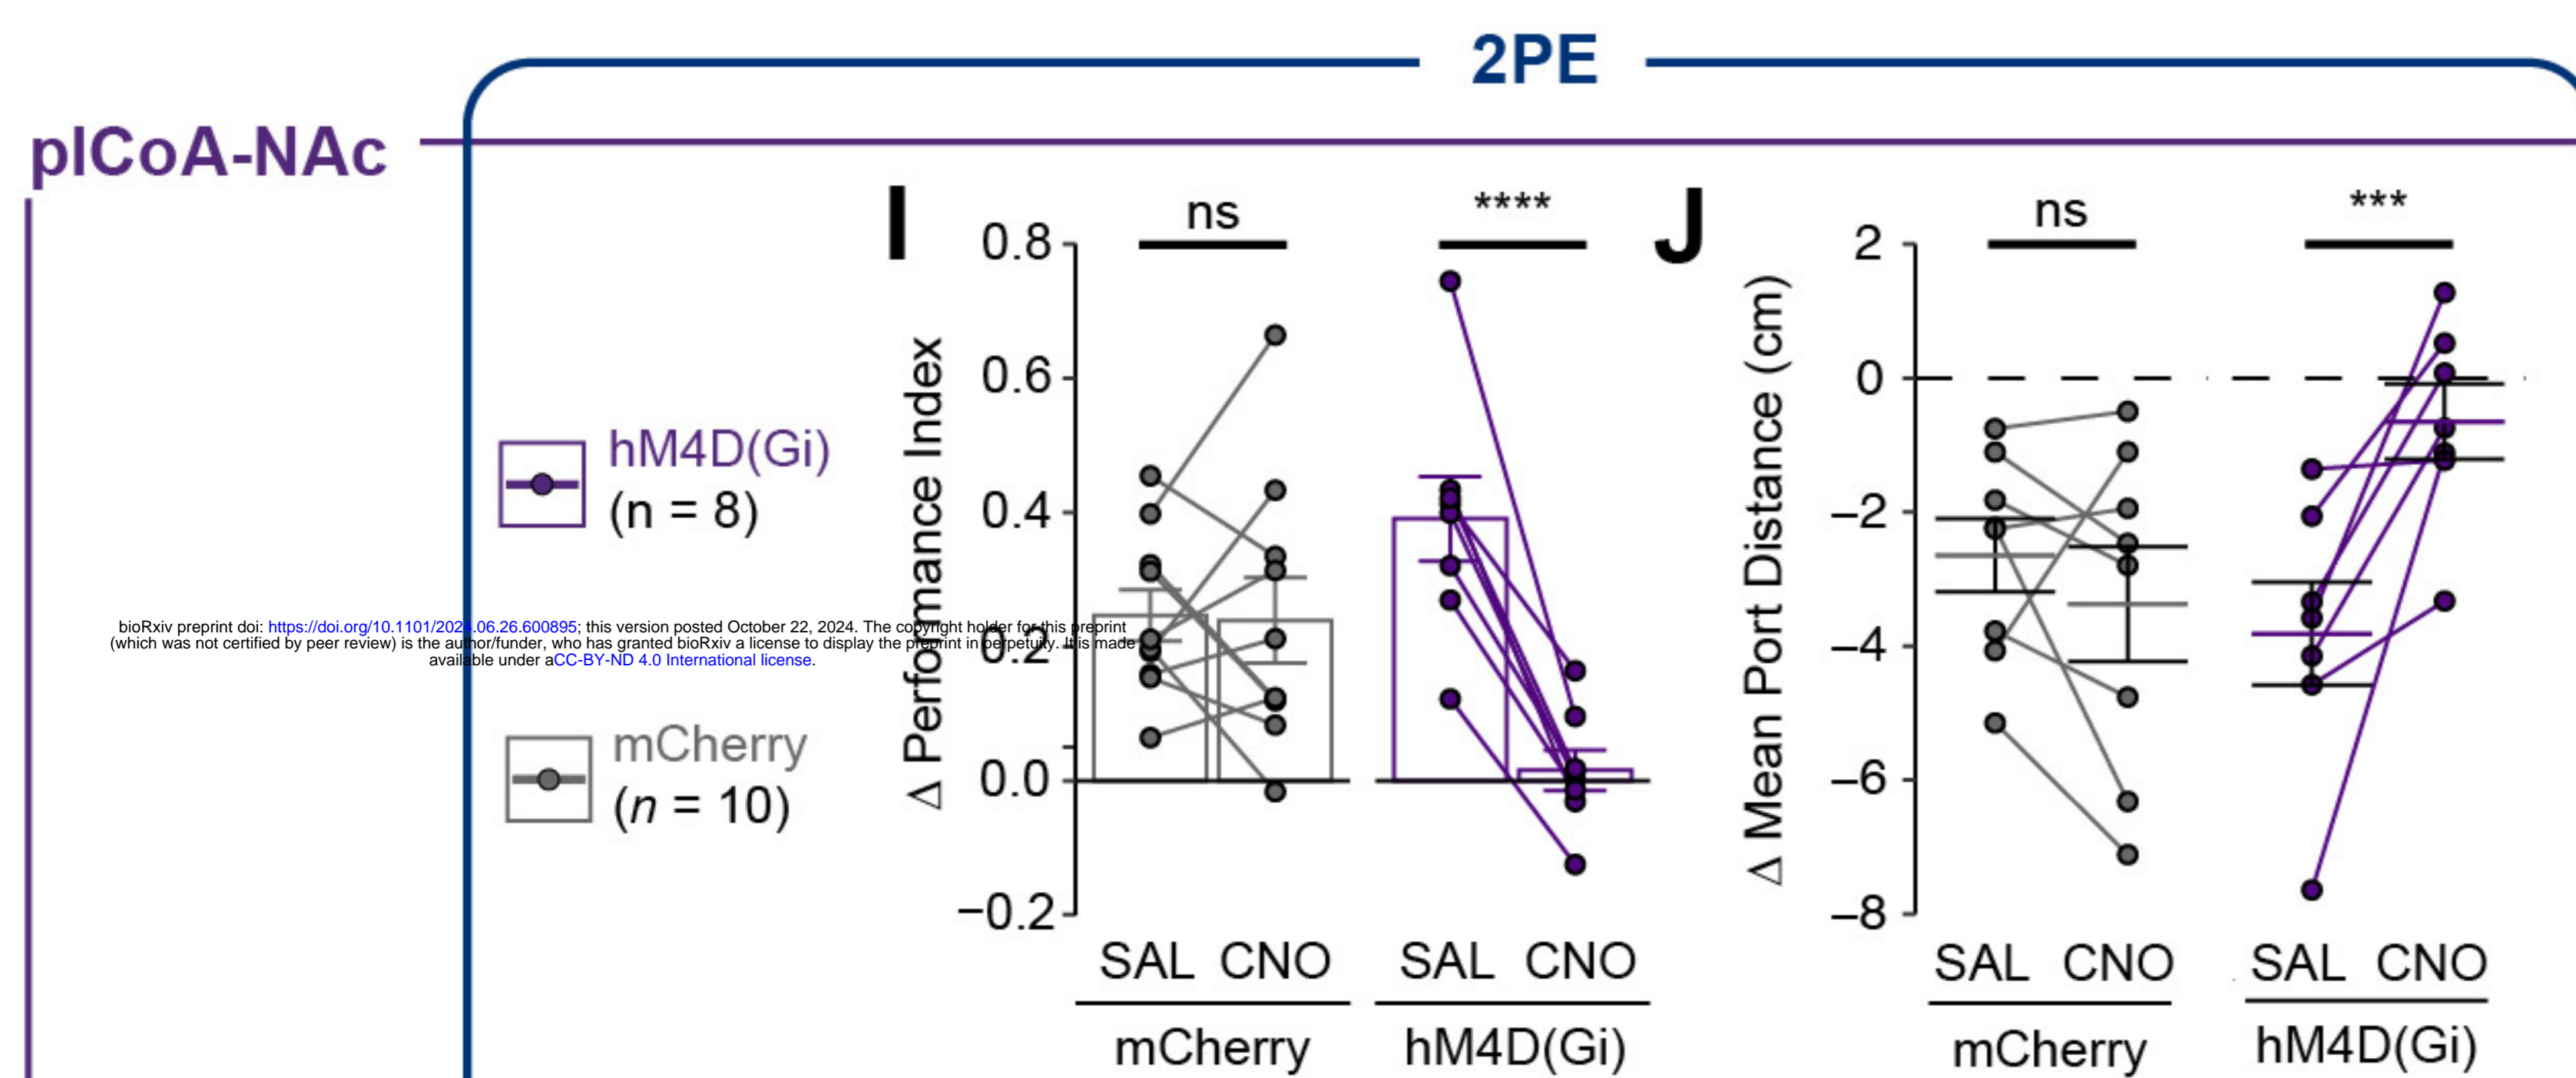 2PE
plCoA-NAc
hM4D(Gi)
(n = 8)
mCherry
(n = 10)
bioRxiv preprint doi: https://doi.org/10.1101/2024.06.26.600895; this version posted October 22, 2024. The copyright holder for this preprint
(which was not certified by peer review) is the author/funder, who has granted bioRxiv a license to display the preprint in perpetuity. It is made
available under aCC-BY-ND 4.0 International license.
I
Δ Performance Index
0.8
0.6
0.4
0.2
0.0
−0.2
ns
****
SAL CNO SAL CNO
mCherry hM4D(Gi)
J
Δ Mean Port Distance (cm)
2
0
−2
−4
−6
−8
ns
***
SAL CNO SAL CNO
mCherry hM4D(Gi)